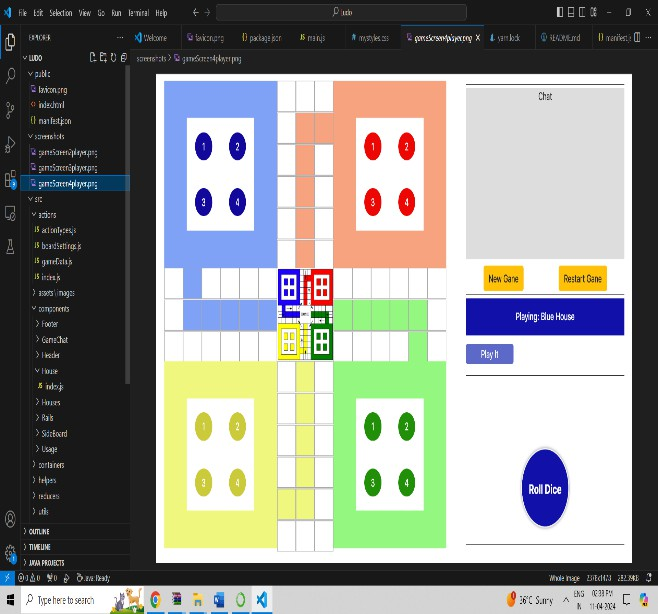 File Edit Selection View Go Run Terminal Help
ludo
EXPLORER
Welcome favicon.png package.json main.js mystyles.css gameScreen4player.png yarn.lock README.md manifest.j
screenshots > gameScreen4player.png
LUDO
public
favicon.png
index.html
manifest.json
screenshots
gameScreen2player.png
gameScreen3player.png
gameScreen4player.png
src
actions
actionTypes.js
boardSettings.js
gameData.js
index.js
assets\images
components
Footer
GameChat
Header
House
index.js
Houses
Rails
SideBoard
Usage
containers
helpers
reducers
utils
OUTLINE
TIMELINE
JAVA PROJECTS
1 2
3 4
1 2
3 4
1 2
3 4
1 2
3 4
Chat
New Game Restart Game
Playing: Blue House
Play It
Roll Dice
Java: Ready
Whole Image
Type here to search
36°C Sunny
ENG
IN
02:38 PM
11-04-2024